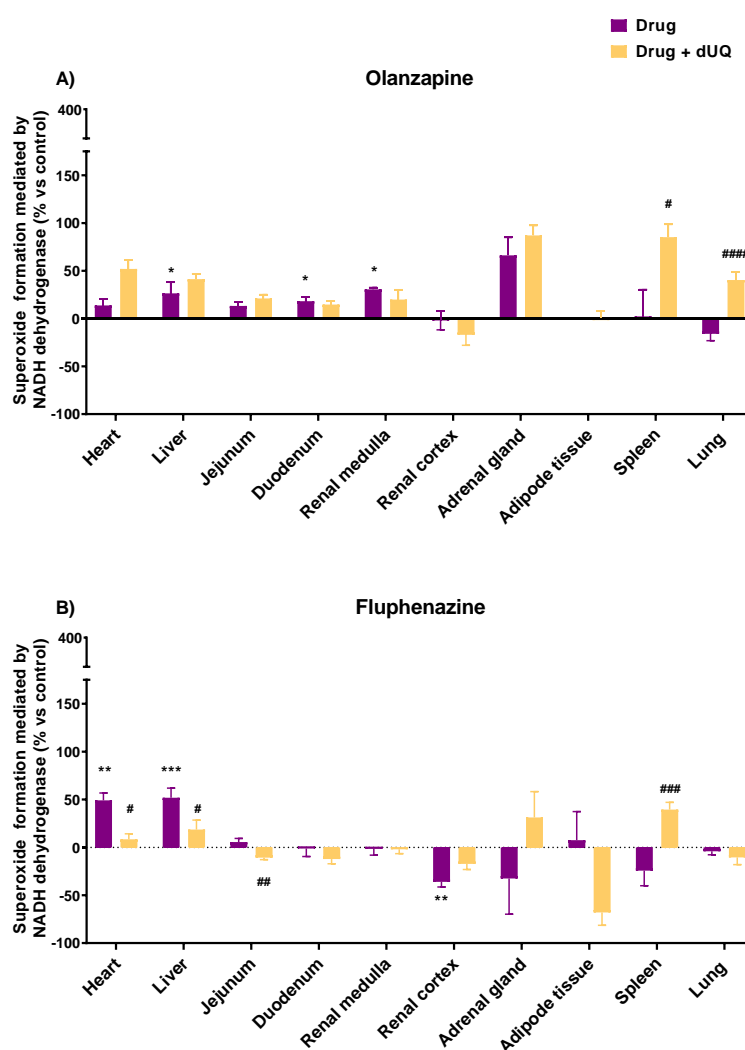 Drug
Drug + dUQ
A)
Olanzapine
Superoxide formation mediated by
NADH dehydrogenase (% vs control)
400
150
100
50
0
-50
-100
*
*
*
#
####
Heart
Liver
Jejunum
Duodenum
Renal medulla
Renal cortex
Adrenal gland
Adipode tissue
Spleen
Lung
B)
Fluphenazine
Superoxide formation mediated by
NADH dehydrogenase (% vs control)
400
150
100
50
0
-50
-100
**
#
***
#
##
**
###
Heart
Liver
Jejunum
Duodenum
Renal medulla
Renal cortex
Adrenal gland
Adipode tissue
Spleen
Lung